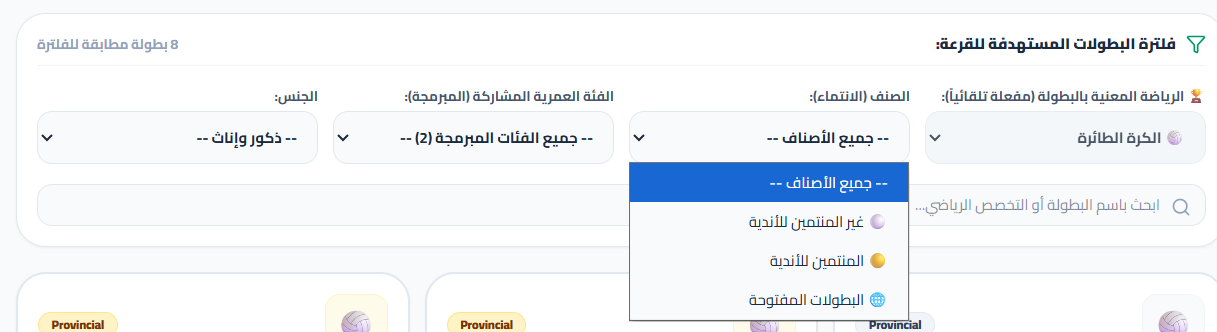 فلترة البطولات المستهدفة للقرعة:
8 بطولة مطابقة للفلترة
الرياضة المعنية بالبطولة (مفعلة تلقائياً):
الصنف (الانتماء):
الفئة العمرية المشاركة (المبرمجة):
الجنس:
الكرة الطائرة
-- جميع الأصناف --
-- جميع الفئات المبرمجة (2) --
-- ذكور وإناث --
-- جميع الأصناف --
غير المنتمين للأندية
المنتمين للأندية
البطولات المفتوحة
ابحث باسم البطولة أو التخصص الرياضي...
Provincial
Provincial
Provincial